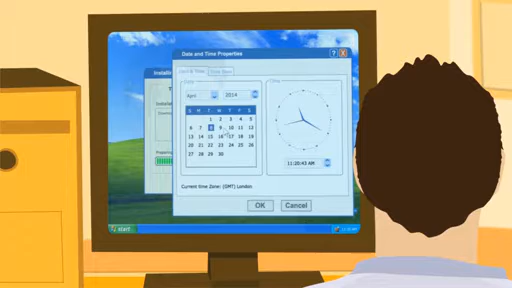 Date and Time Properties
Installin
Date & Time
Time Zone
April
2014
S M T W T F S
1 2 3 4 5
6 7 8 9 10 11 12
13 14 15 16 17 18 19
20 21 22 23 24 25 26
27 28 29 30
11:20:43 AM
Current time Zone: (GMT) London.
OK
Cancel
start